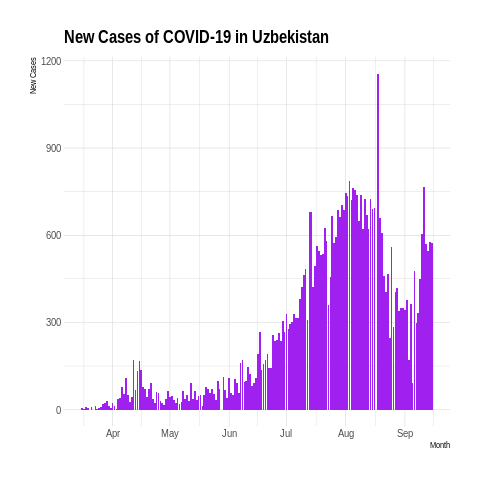 New Cases of COVID-19 in Uzbekistan
New Cases
1200
900
600
300
0
Apr May Jun Jul Aug Sep
Month